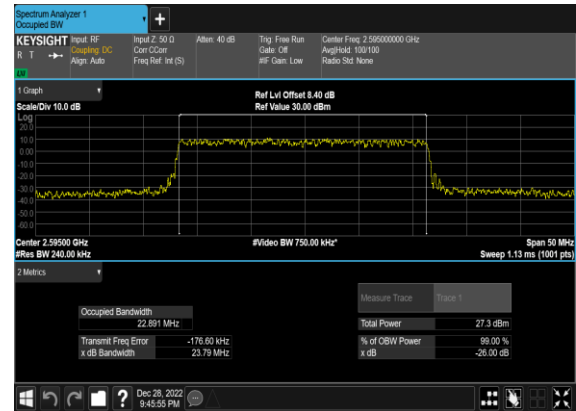 Spectrum Analyzer 1
Occupied BW
KEYSIGHT Input: RF Input Z: 50 Ω Atten: 40 dB Trig: Free Run Center Freq: 2.595000000 GHz
R T Coupling: DC Corr CCorr Gate: Off Avg|Hold: 100/100
Align: Auto Freq Ref: Int (S) #IF Gain: Low Radio Std: None
1 Graph
Scale/Div 10.0 dB Ref Lvl Offset 8.40 dB
Ref Value 30.00 dBm
Log
20.0
10.0
0.00
-10.0
-20.0
-30.0
-40.0
-50.0
-60.0
Center 2.59500 GHz #Video BW 750.00 kHz* Span 50 MHz
#Res BW 240.00 kHz Sweep 1.13 ms (1001 pts)
2 Metrics
Measure Trace Trace 1
Occupied Bandwidth
22.891 MHz Total Power 27.3 dBm
Transmit Freq Error -176.60 kHz % of OBW Power 99.00 %
x dB Bandwidth 23.79 MHz x dB -26.00 dB
Dec 28, 2022
9:45:55 PM